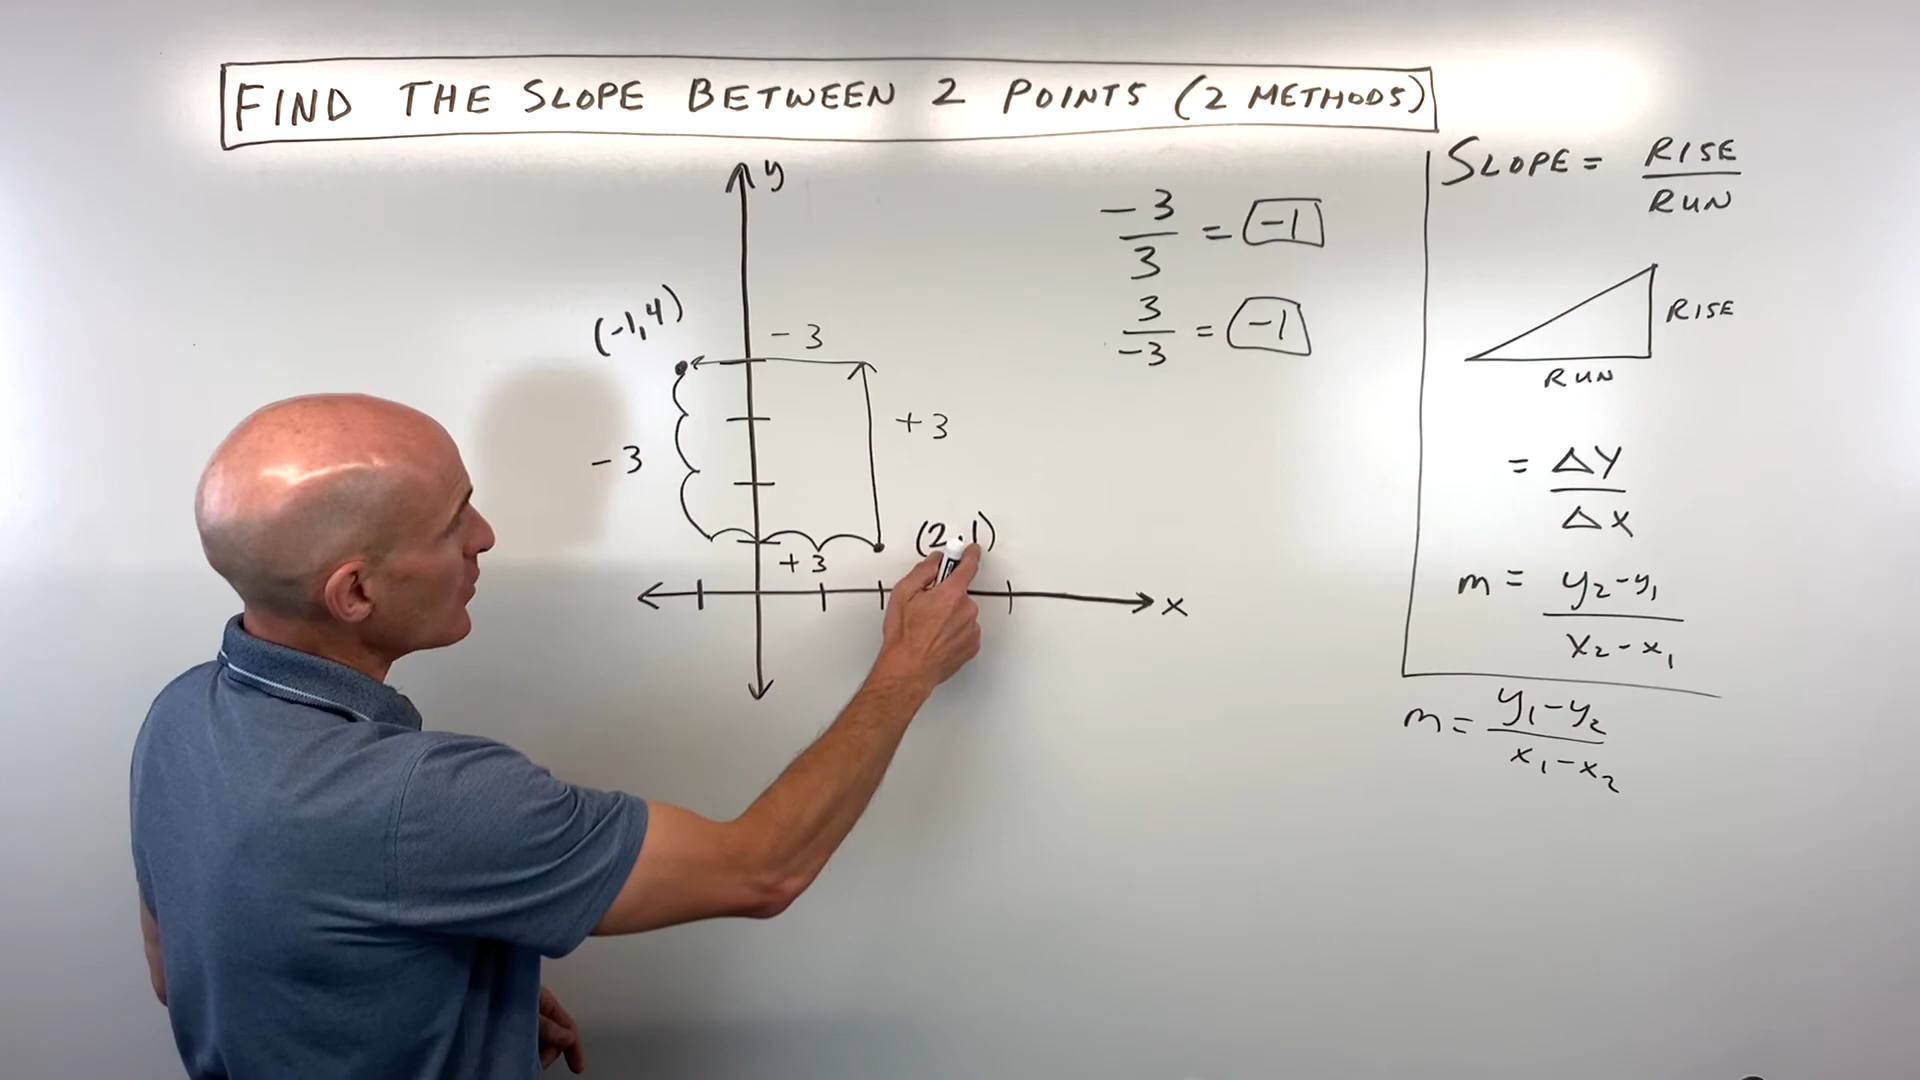 FIND THE SLOPE BETWEEN 2 POINTS (2 METHODS)
y
(-1,4)
-3
-3
+3
+3
(2,1)
x
-3/3 = -1
3/-3 = -1
SLOPE = RISE/RUN
RISE
RUN
= ΔY/ΔX
m = y₂-y₁/x₂-x₁
m = y₁-y₂/x₁-x₂